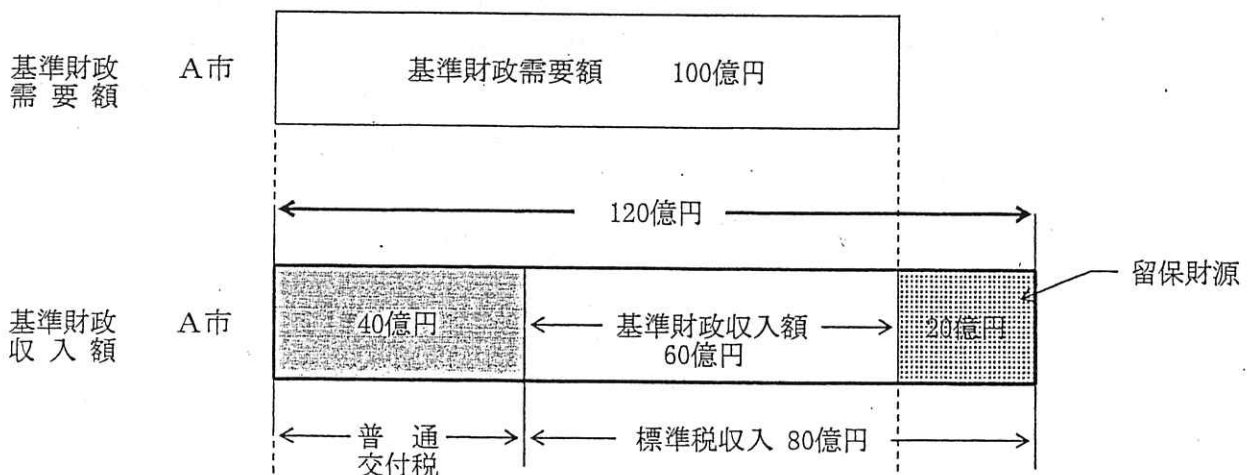 基準財政
需要額
A市
基準財政需要額 100億円
120億円
留保財源
基準財政
収入額
A市
40億円
基準財政収入額
60億円
20億円
普通
交付税
標準税収入 80億円